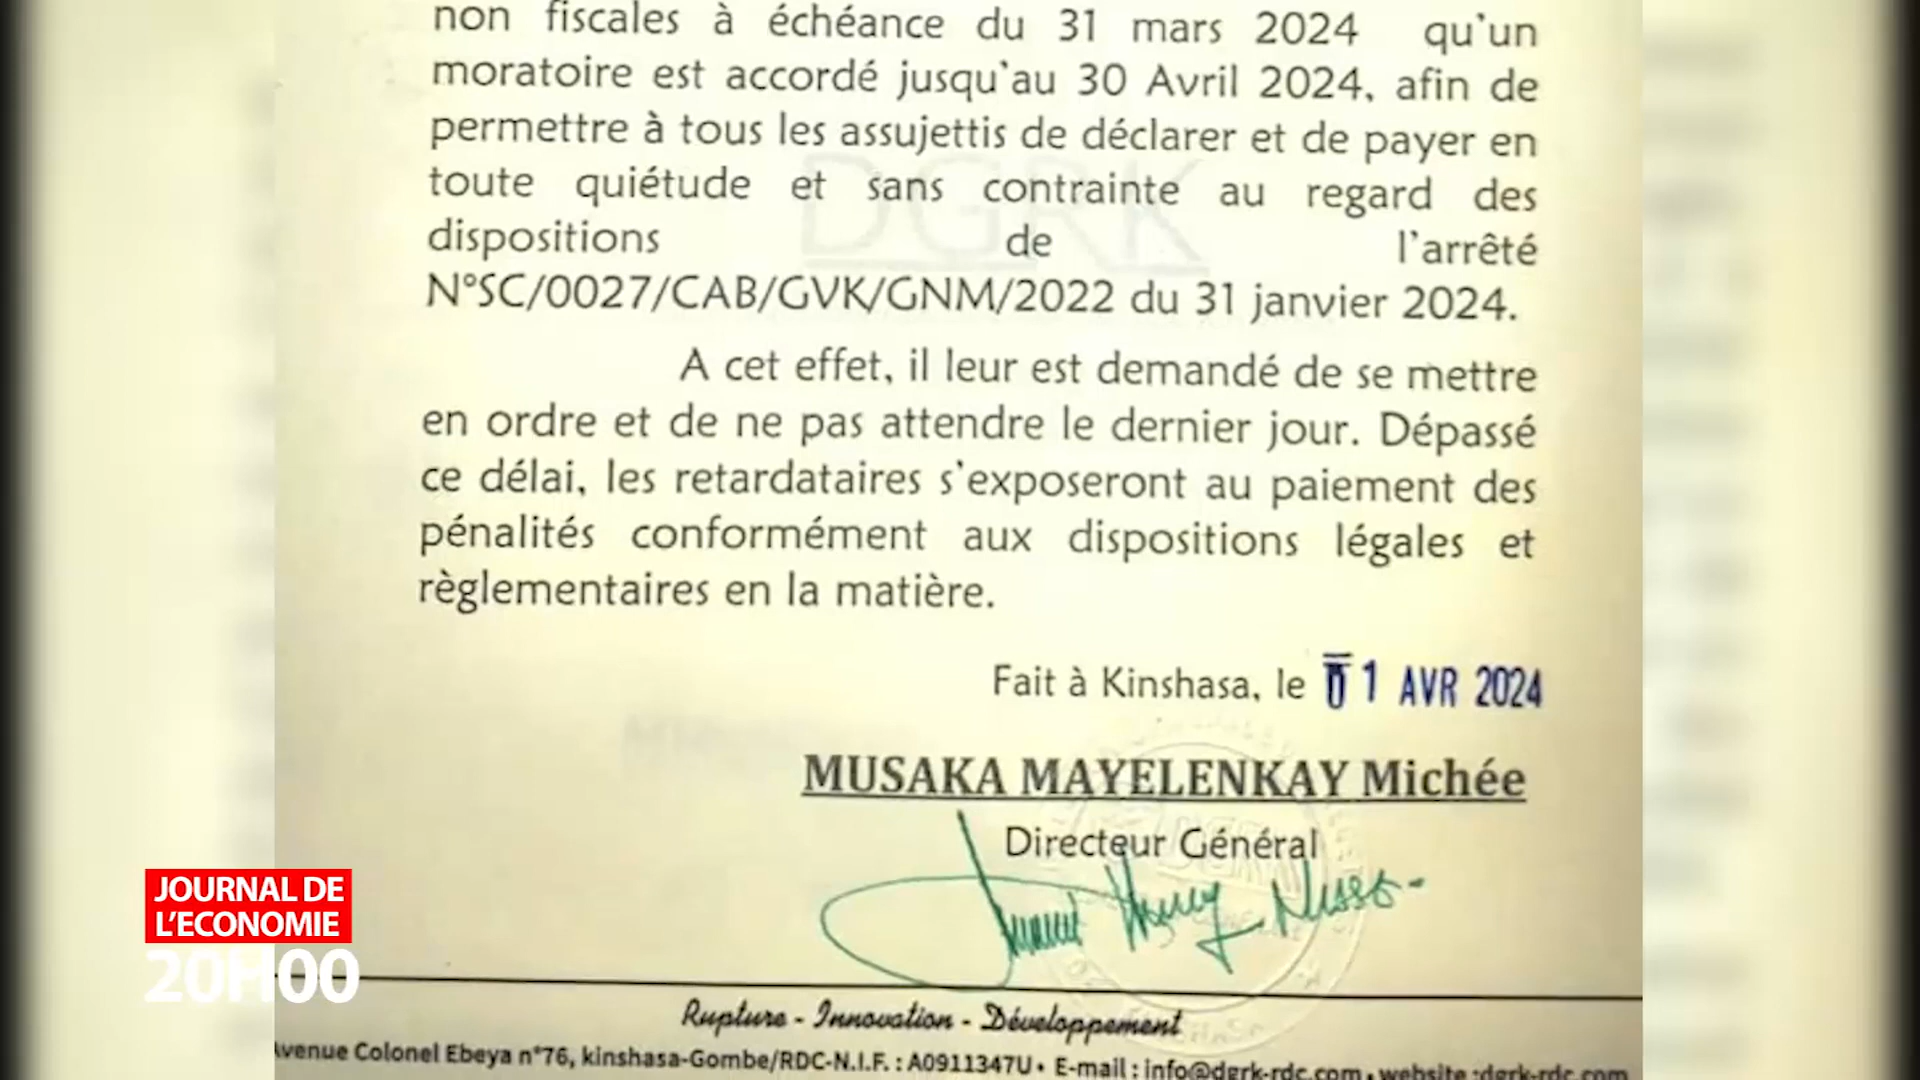 non fiscales à échéance du 31 mars 2024 qu'un
moratoire est accordé jusqu'au 30 Avril 2024, afin de
permettre à tous les assujettis de déclarer et de payer en
toute quiétude et sans contrainte au regard des
dispositions de l'arrêté
N°SC/0027/CAB/GVK/GNM/2022 du 31 janvier 2024.
A cet effet, il leur est demandé de se mettre
en ordre et de ne pas attendre le dernier jour. Dépassé
ce délai, les retardataires s'exposeront au paiement des
pénalités conformément aux dispositions légales et
règlementaires en la matière.
Fait à Kinshasa, le 01 AVR 2024
MUSAKA MAYELENKAY Michée
Directeur Général
DGRK
JOURNAL DE
L'ECONOMIE
20H00
Rupture - Innovation - Développement
Avenue Colonel Ebeya n°76, kinshasa-Gombe/RDC-N.I.F. : A0911347U • E-mail : info@dgrk-rdc.com • website :dgrk-rdc.com